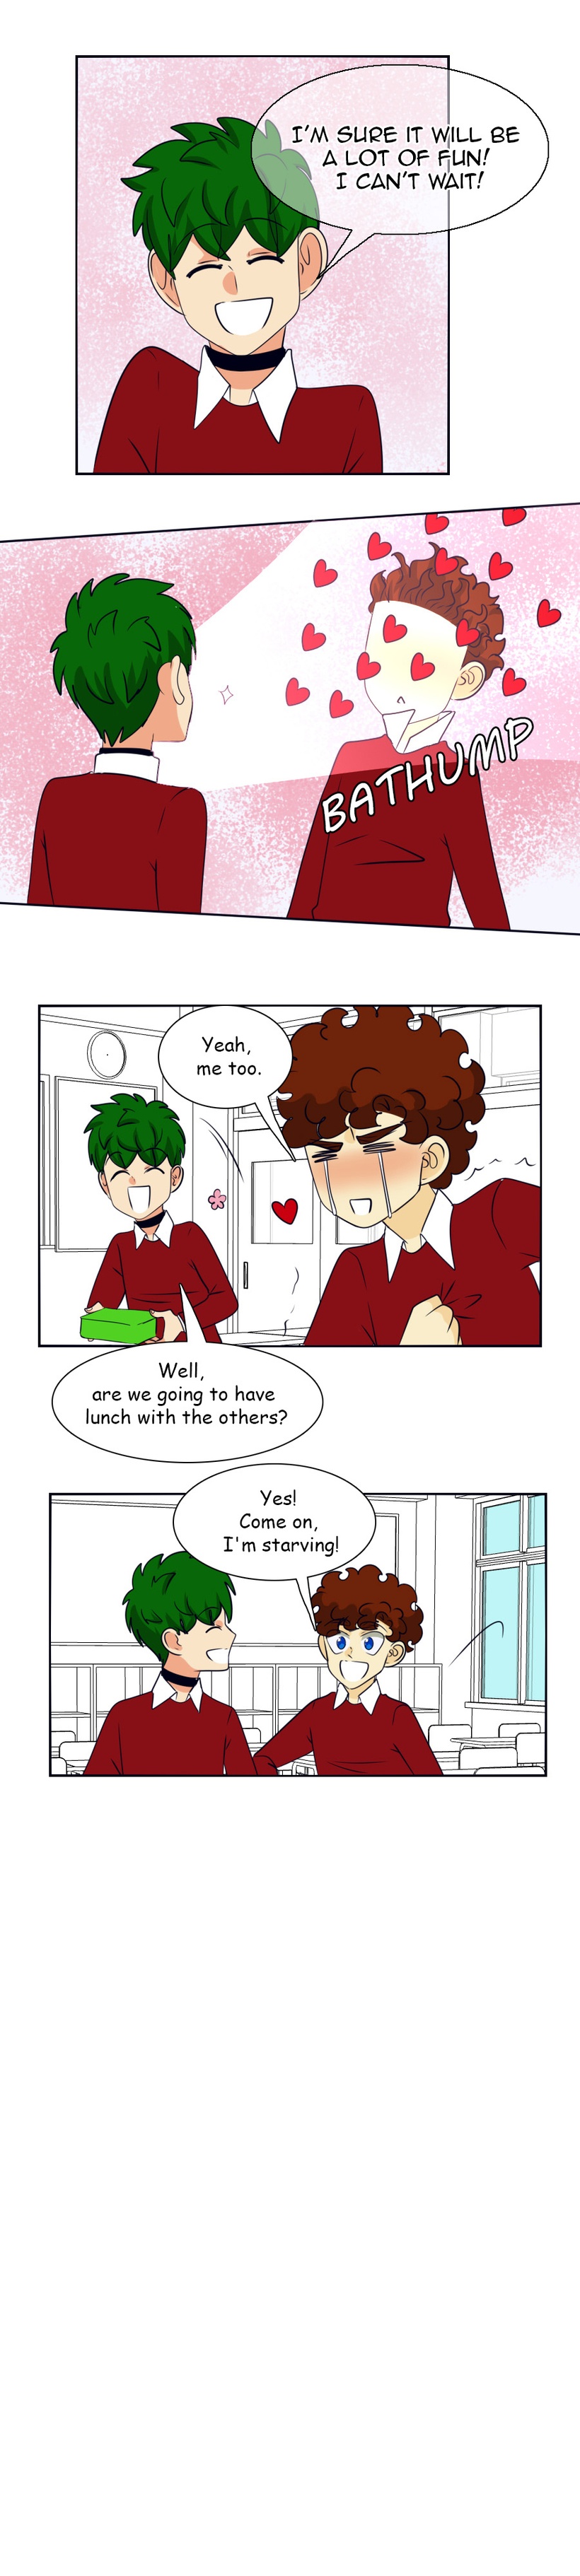 I'M SURE IT WILL BE
A LOT OF FUN!
I CAN'T WAIT!
BATHUMP
Yeah,
me too.
Well,
are we going to have
lunch with the others?
Yes!
Come on,
I'm starving!